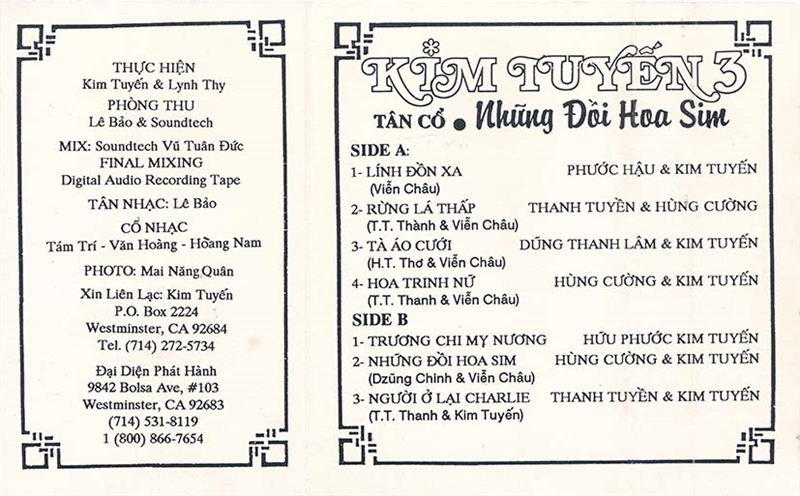 THỰC HIỆN
Kim Tuyến & Lynh Thy
PHÒNG THU
Lê Bảo & Soundtech
MIX: Soundtech Vũ Tuân Đức
FINAL MIXING
Digital Audio Recording Tape
TÂN NHẠC: Lê Bảo
CỔ NHẠC
Tám Trí - Văn Hoàng - Hoàng Nam
PHOTO: Mai Năng Quân
Xin Liên Lạc: Kim Tuyến
P.O. Box 2224
Westminster, CA 92684
Tel. (714) 272-5734
Đại Diện Phát Hành
9842 Bolsa Ave, #103
Westminster, CA 92683
(714) 531-8119
1 (800) 866-7654
KIM TUYẾN 3
TÂN CỔ • Những Đồi Hoa Sim
SIDE A:
1- LÍNH ĐỒN XA PHƯỚC HẬU & KIM TUYẾN
(Viễn Châu)
2- RỪNG LÁ THẤP THANH TUYỀN & HÙNG CƯỜNG
(T.T. Thành & Viễn Châu)
3- TÀ ÁO CƯỚI DŨNG THANH LÂM & KIM TUYẾN
(H.T. Thơ & Viễn Châu)
4- HOA TRINH NỮ HÙNG CƯỜNG & KIM TUYẾN
(T.T. Thanh & Viễn Châu)
SIDE B
1- TRƯƠNG CHI MỴ NƯƠNG HỮU PHƯỚC KIM TUYẾN
2- NHỮNG ĐỒI HOA SIM HÙNG CƯỜNG & KIM TUYẾN
(Dzũng Chinh & Viễn Châu)
3- NGƯỜI Ở LẠI CHARLIE THANH TUYỀN & KIM TUYẾN
(T.T. Thanh & Kim Tuyến)